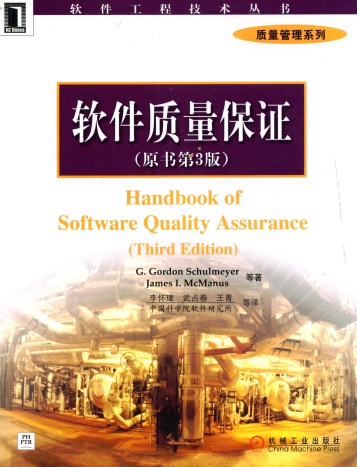 软件工程技术丛书
HZ Books
质量管理系列
软件质量保证
(原书第3版)
Handbook of
Software Quality Assurance
(Third Edition)
G. Gordon Schulmeyer
James I. McManus
等著
李怀璋 武占春 王青
中国科学院软件研究所
等译
PH
PTR
机械工业出版社
China Machine Press